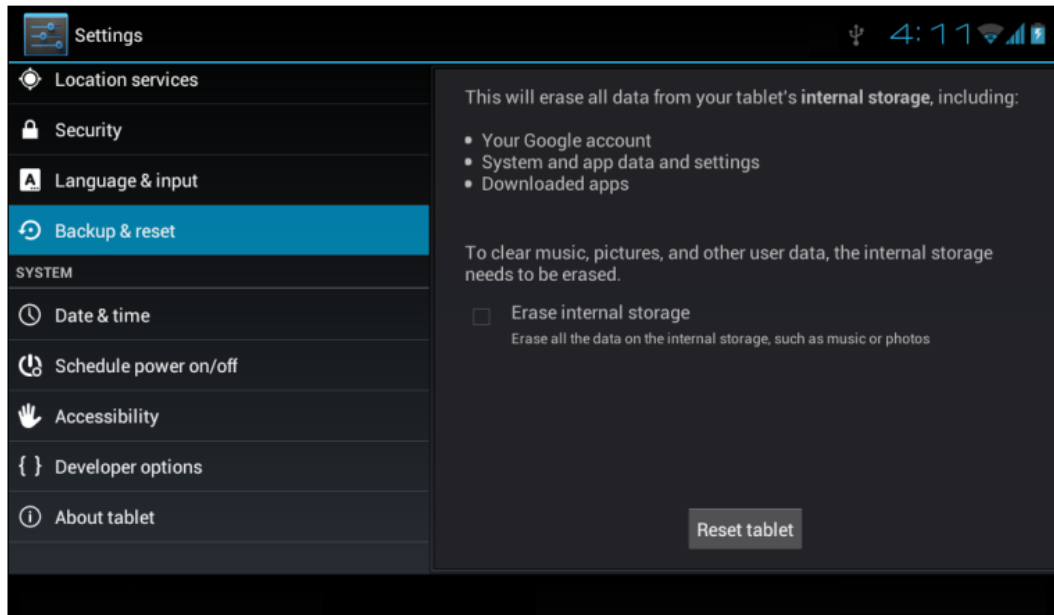 Settings
4:11
Location services
Security
Language & input
Backup & reset
SYSTEM
Date & time
Schedule power on/off
Accessibility
{ } Developer options
About tablet
This will erase all data from your tablet's internal storage, including:
• Your Google account
• System and app data and settings
• Downloaded apps
To clear music, pictures, and other user data, the internal storage
needs to be erased.
Erase internal storage
Erase all the data on the internal storage, such as music or photos
Reset tablet